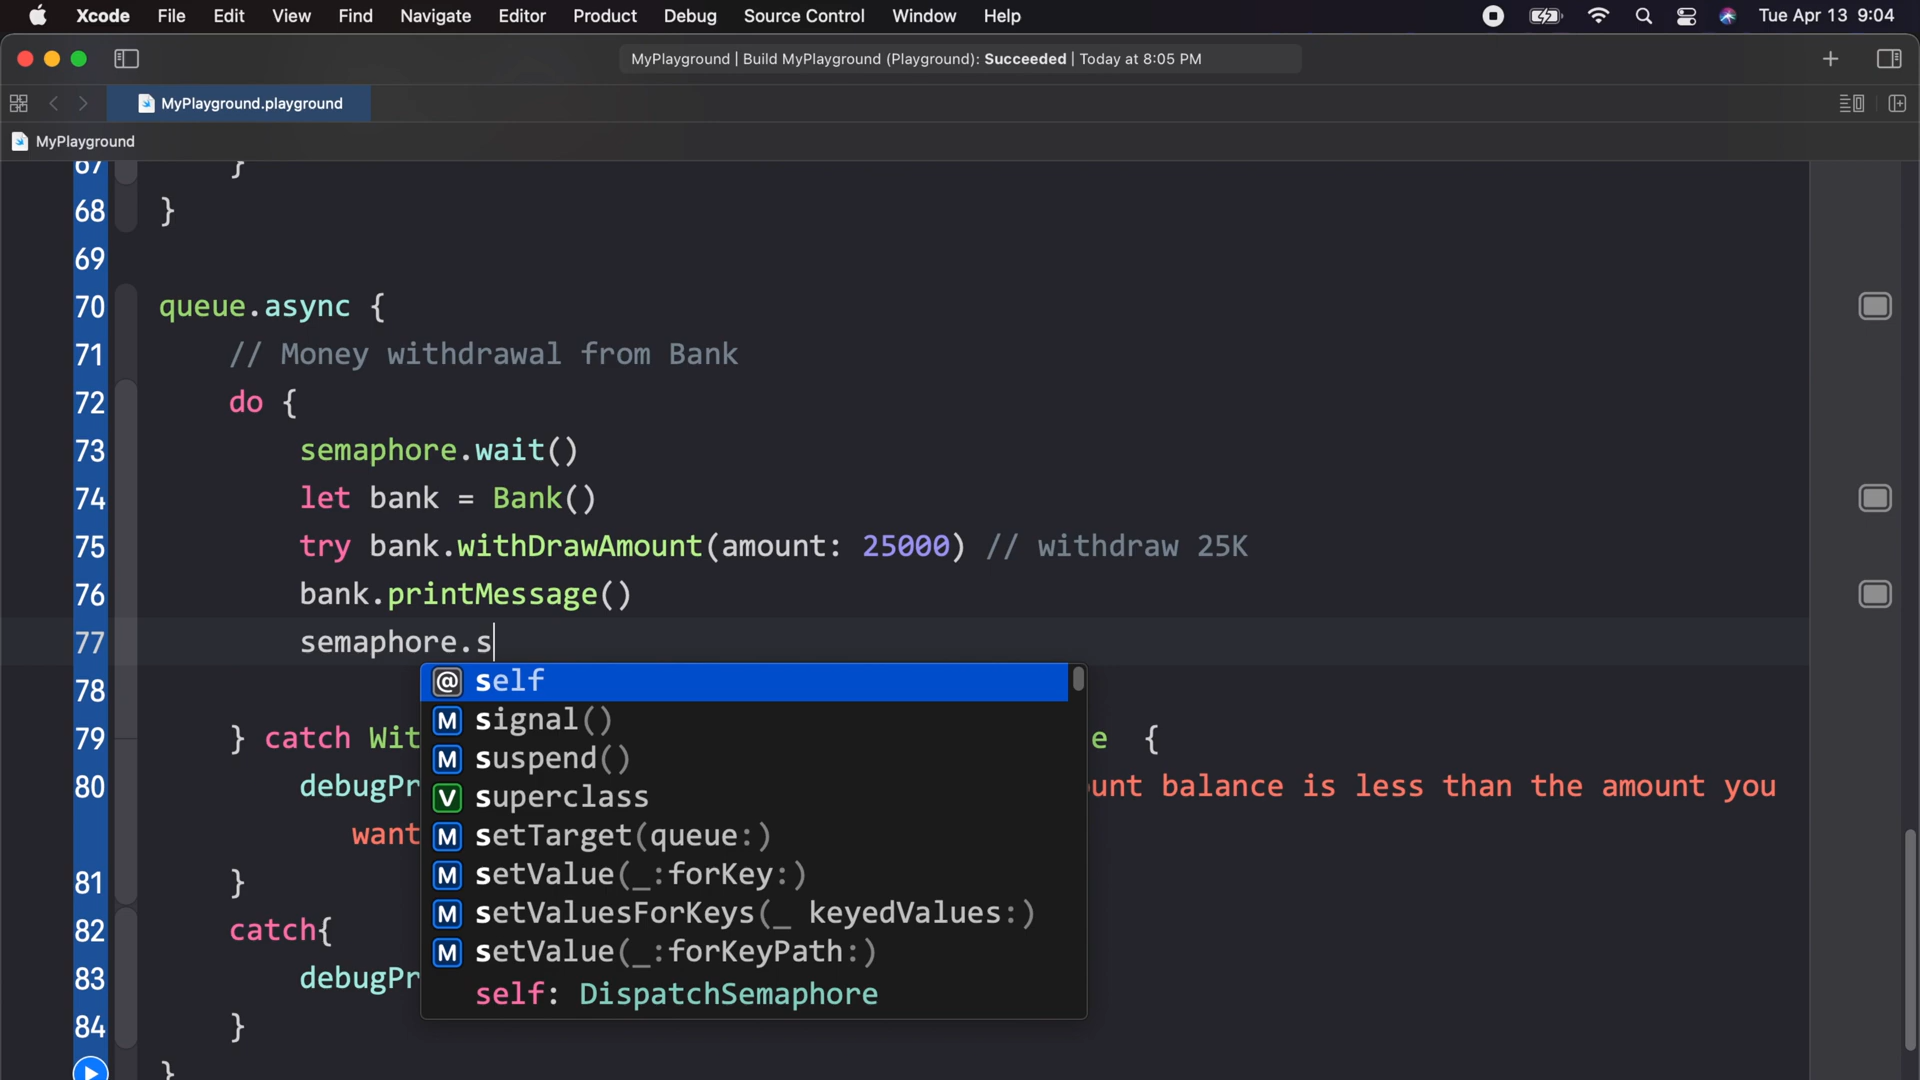 Xcode File Edit View Find Navigate Editor Product Debug Source Control Window Help Tue Apr 13 9:04
MyPlayground | Build MyPlayground (Playground): Succeeded | Today at 8:05 PM
MyPlayground.playground
MyPlayground
67 }
68 }
69
70 queue.async {
71 // Money withdrawal from Bank
72 do {
73 semaphore.wait()
74 let bank = Bank()
75 try bank.withDrawAmount(amount: 25000) // withdraw 25K
76 bank.printMessage()
77 semaphore.s
@ self
78
M signal()
79 } catch Wit e {
M suspend()
80 debugPr unt balance is less than the amount you
V superclass
want
M setTarget(queue:)
81 }
M setValue(_:forKey:)
82 catch{
M setValuesForKeys(_ keyedValues:)
83 debugPr
M setValue(_:forKeyPath:)
self: DispatchSemaphore
84 }
}